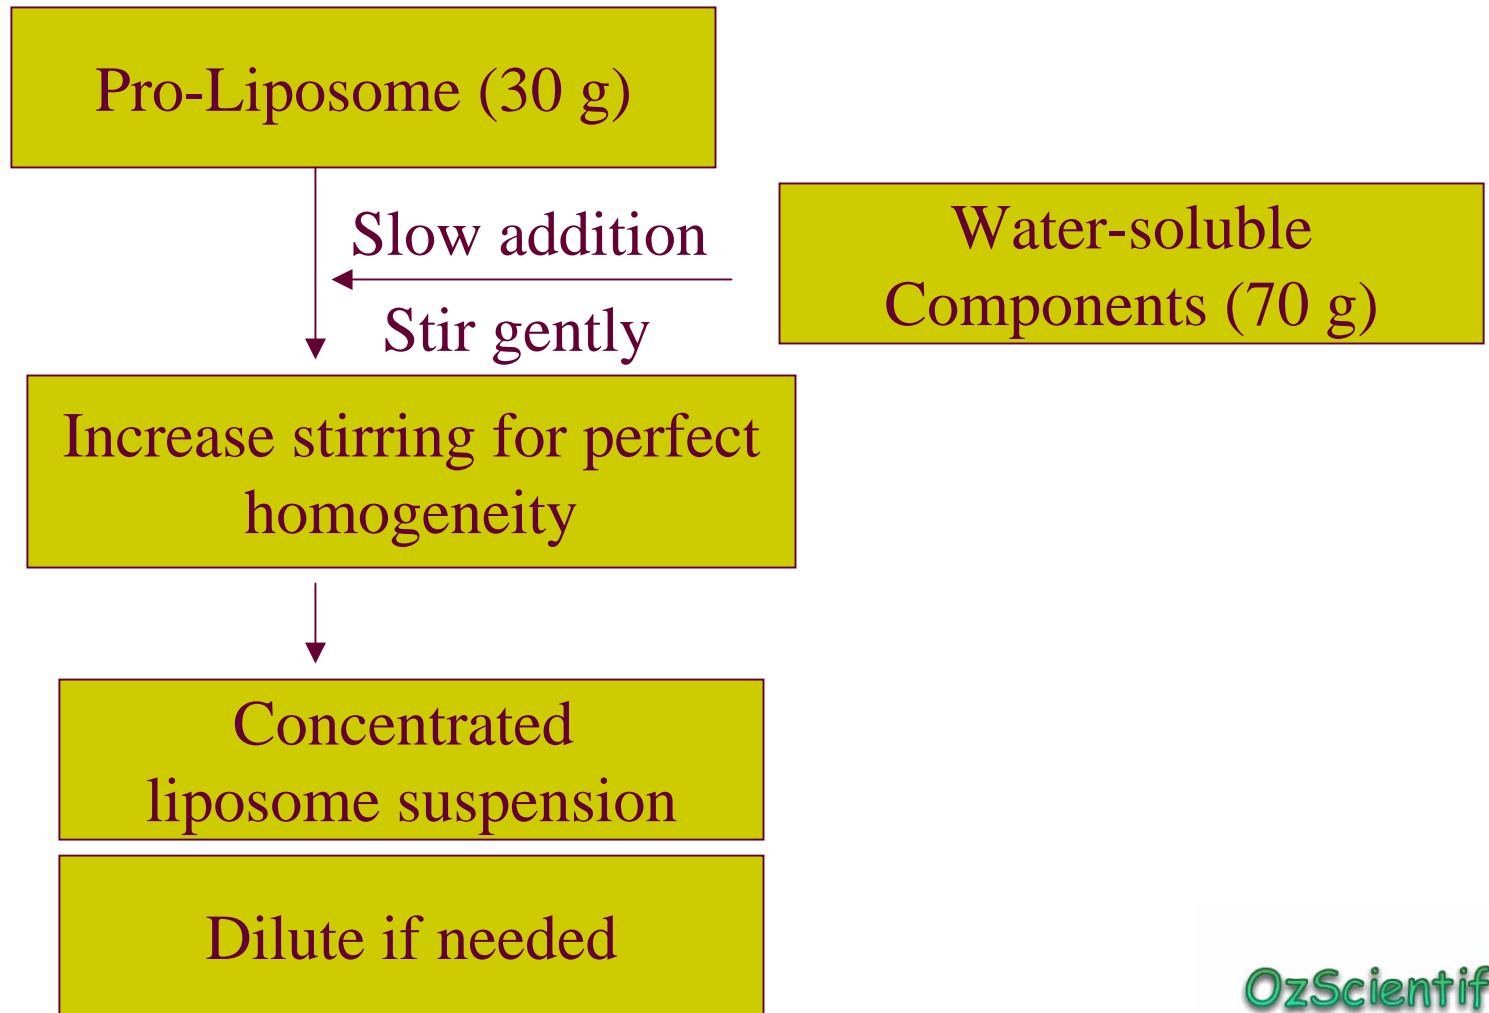 Pro-Liposome (30 g)
Slow addition
Stir gently
Water-soluble
Components (70 g)
Increase stirring for perfect
homogeneity
Concentrated
liposome suspension
Dilute if needed
OzScientif